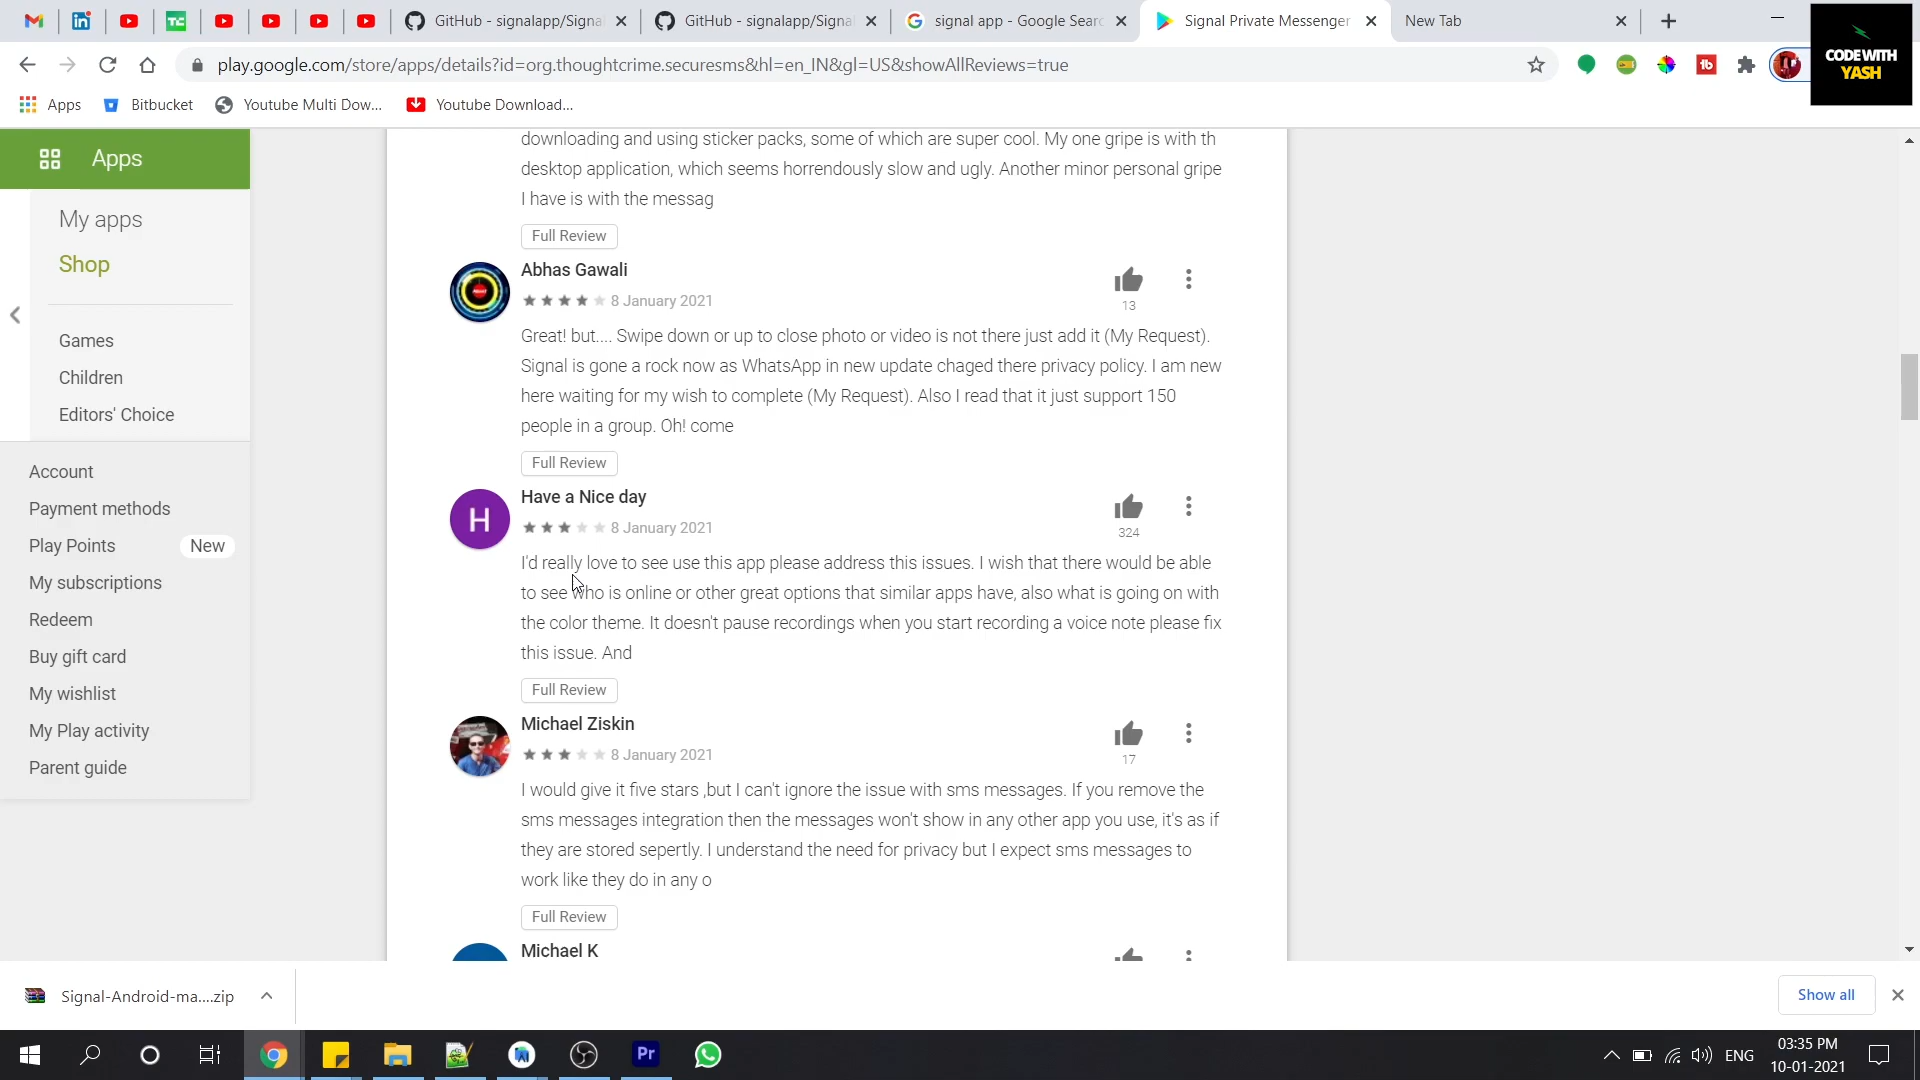 GitHub - signalapp/Signal
GitHub - signalapp/Signal
signal app - Google Searc
Signal Private Messenger
New Tab
play.google.com/store/apps/details?id=org.thoughtcrime.securesms&hl=en_IN&gl=US&showAllReviews=true
CODE WITH
YASH
Apps
Bitbucket
Youtube Multi Dow...
Youtube Download...
Apps
My apps
Shop
Games
Children
Editors' Choice
Account
Payment methods
Play Points
New
My subscriptions
Redeem
Buy gift card
My wishlist
My Play activity
Parent guide
downloading and using sticker packs, some of which are super cool. My one gripe is with th
desktop application, which seems horrendously slow and ugly. Another minor personal gripe
I have is with the messag
Full Review
Abhas Gawali
8 January 2021
13
Great! but.... Swipe down or up to close photo or video is not there just add it (My Request).
Signal is gone a rock now as WhatsApp in new update chaged there privacy policy. I am new
here waiting for my wish to complete (My Request). Also I read that it just support 150
people in a group. Oh! come
Full Review
H
Have a Nice day
8 January 2021
324
I'd really love to see use this app please address this issues. I wish that there would be able
to see who is online or other great options that similar apps have, also what is going on with
the color theme. It doesn't pause recordings when you start recording a voice note please fix
this issue. And
Full Review
Michael Ziskin
8 January 2021
17
I would give it five stars ,but I can't ignore the issue with sms messages. If you remove the
sms messages integration then the messages won't show in any other app you use, it's as if
they are stored sepertly. I understand the need for privacy but I expect sms messages to
work like they do in any o
Full Review
Michael K
Signal-Android-ma....zip
Show all
Pr
ENG
03:35 PM
10-01-2021